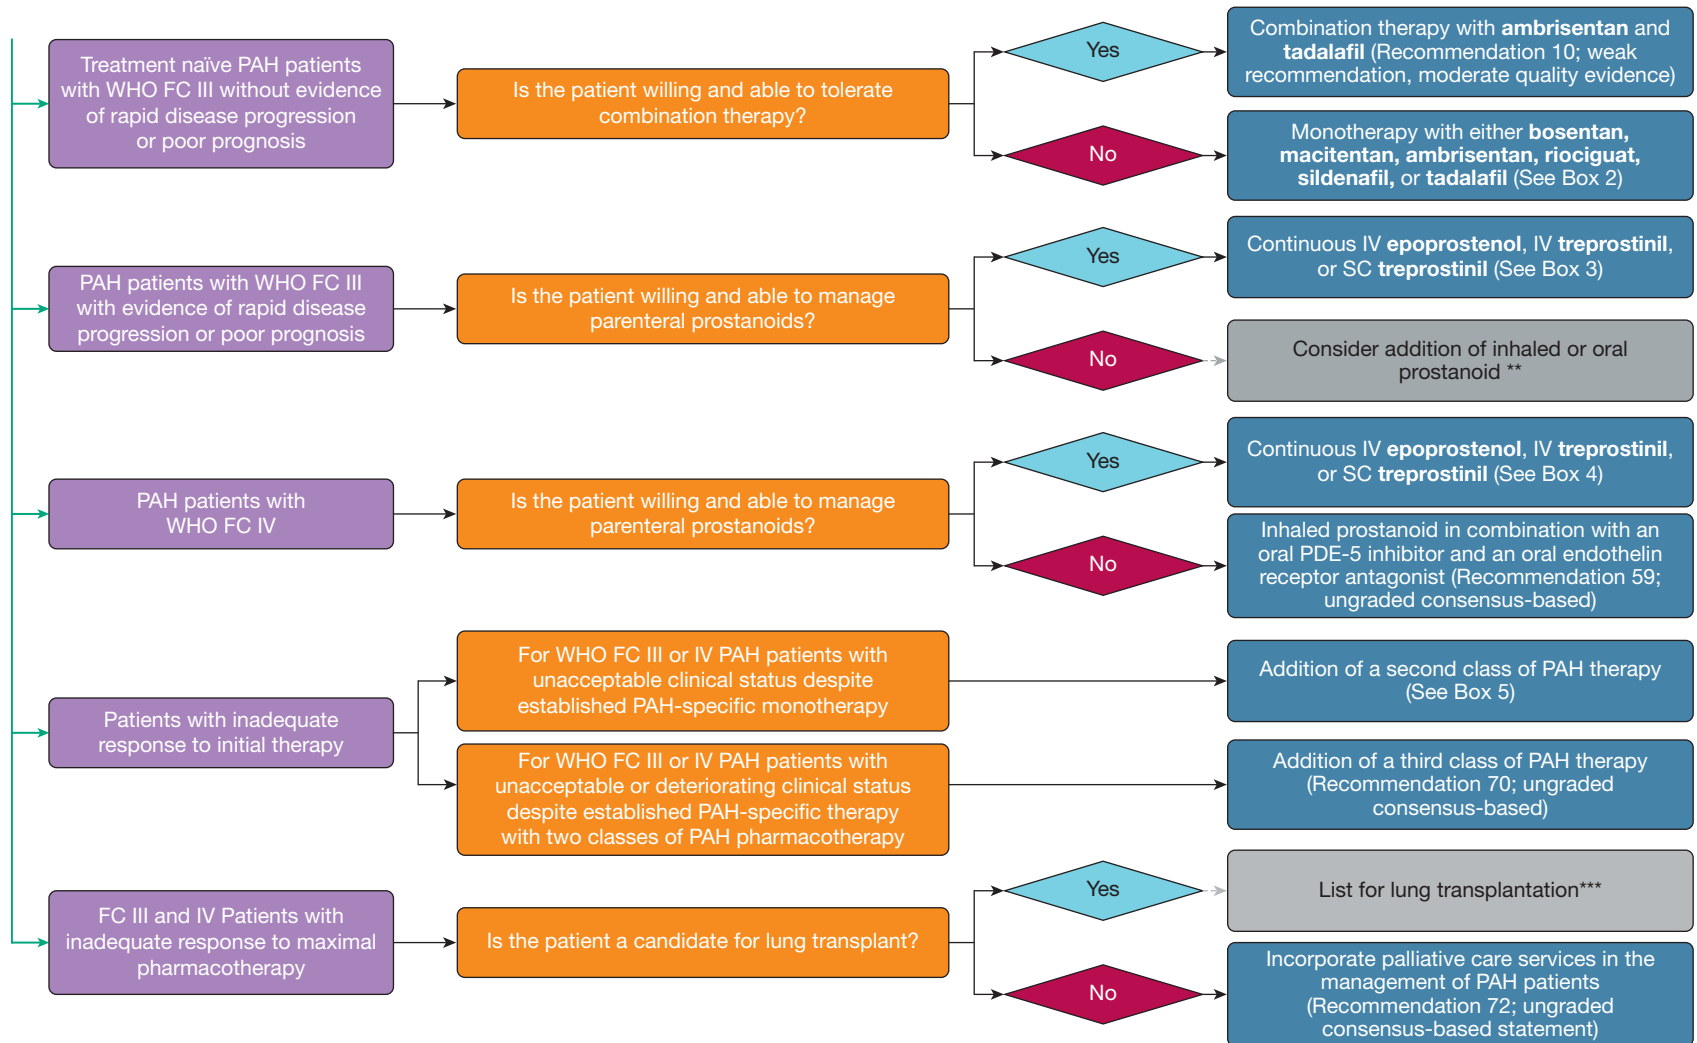 Treatment naïve PAH patients
with WHO FC III without evidence
of rapid disease progression
or poor prognosis
Is the patient willing and able to tolerate
combination therapy?
Yes
Combination therapy with ambrisentan and
tadalafil (Recommendation 10; weak
recommendation, moderate quality evidence)
No
Monotherapy with either bosentan,
macitentan, ambrisentan, riociguat,
sildenafil, or tadalafil (See Box 2)
PAH patients with WHO FC III
with evidence of rapid disease
progression or poor prognosis
Is the patient willing and able to manage
parenteral prostanoids?
Yes
Continuous IV epoprostenol, IV treprostinil,
or SC treprostinil (See Box 3)
No
Consider addition of inhaled or oral
prostanoid **
PAH patients with
WHO FC IV
Is the patient willing and able to manage
parenteral prostanoids?
Yes
Continuous IV epoprostenol, IV treprostinil,
or SC treprostinil (See Box 4)
No
Inhaled prostanoid in combination with an
oral PDE-5 inhibitor and an oral endothelin
receptor antagonist (Recommendation 59;
ungraded consensus-based)
Patients with inadequate
response to initial therapy
For WHO FC III or IV PAH patients with
unacceptable clinical status despite
established PAH-specific monotherapy
Addition of a second class of PAH therapy
(See Box 5)
For WHO FC III or IV PAH patients with
unacceptable or deteriorating clinical status
despite established PAH-specific therapy
with two classes of PAH pharmacotherapy
Addition of a third class of PAH therapy
(Recommendation 70; ungraded
consensus-based)
FC III and IV Patients with
inadequate response to maximal
pharmacotherapy
Is the patient a candidate for lung transplant?
Yes
List for lung transplantation***
No
Incorporate palliative care services in the
management of PAH patients
(Recommendation 72; ungraded
consensus-based statement)